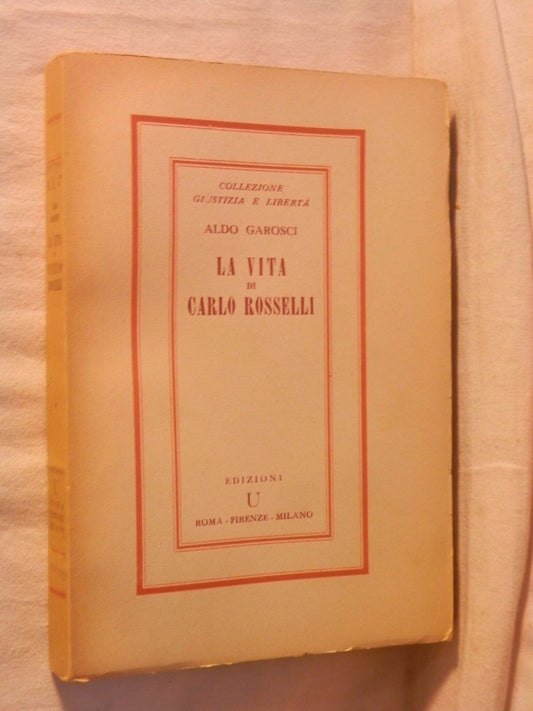 COLLEZIONE
GIUSTIZIA E LIBERTÀ
ALDO GAROSCI
LA VITA
DI
CARLO ROSSELLI
EDIZIONI
U
ROMA - FIRENZE - MILANO